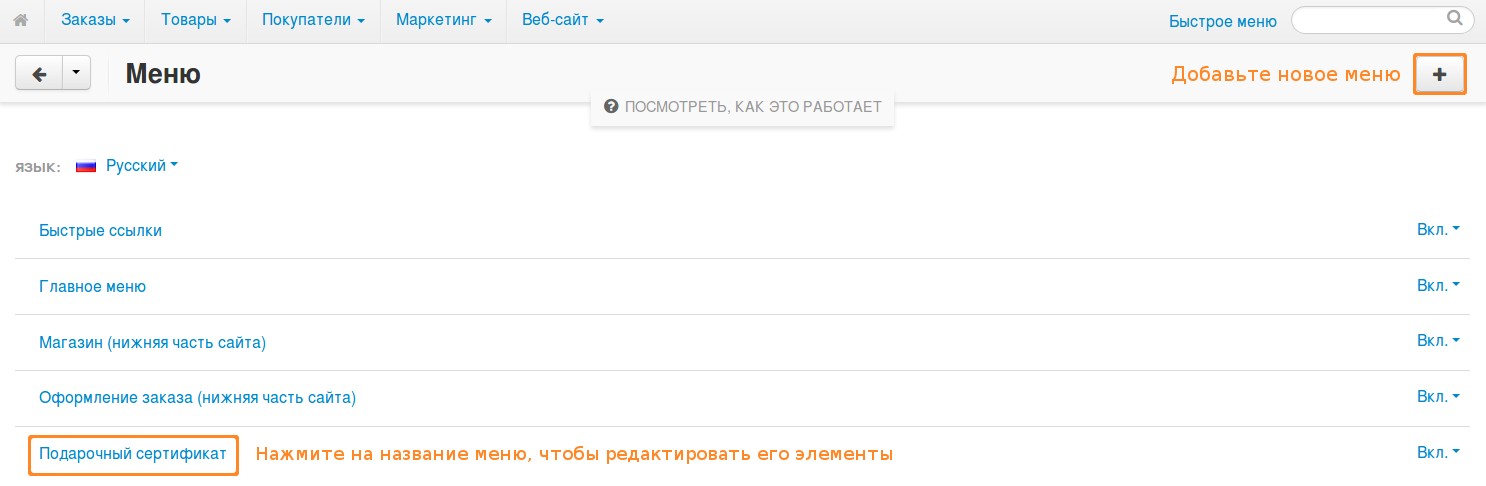 Заказы Товары Покупатели Маркетинг Веб-сайт Быстрое меню
Меню Добавьте новое меню
ПОСМОТРЕТЬ, КАК ЭТО РАБОТАЕТ
язык: Русский
Быстрые ссылки Вкл.
Главное меню Вкл.
Магазин (нижняя часть сайта) Вкл.
Оформление заказа (нижняя часть сайта) Вкл.
Подарочный сертификат Нажмите на название меню, чтобы редактировать его элементы Вкл.